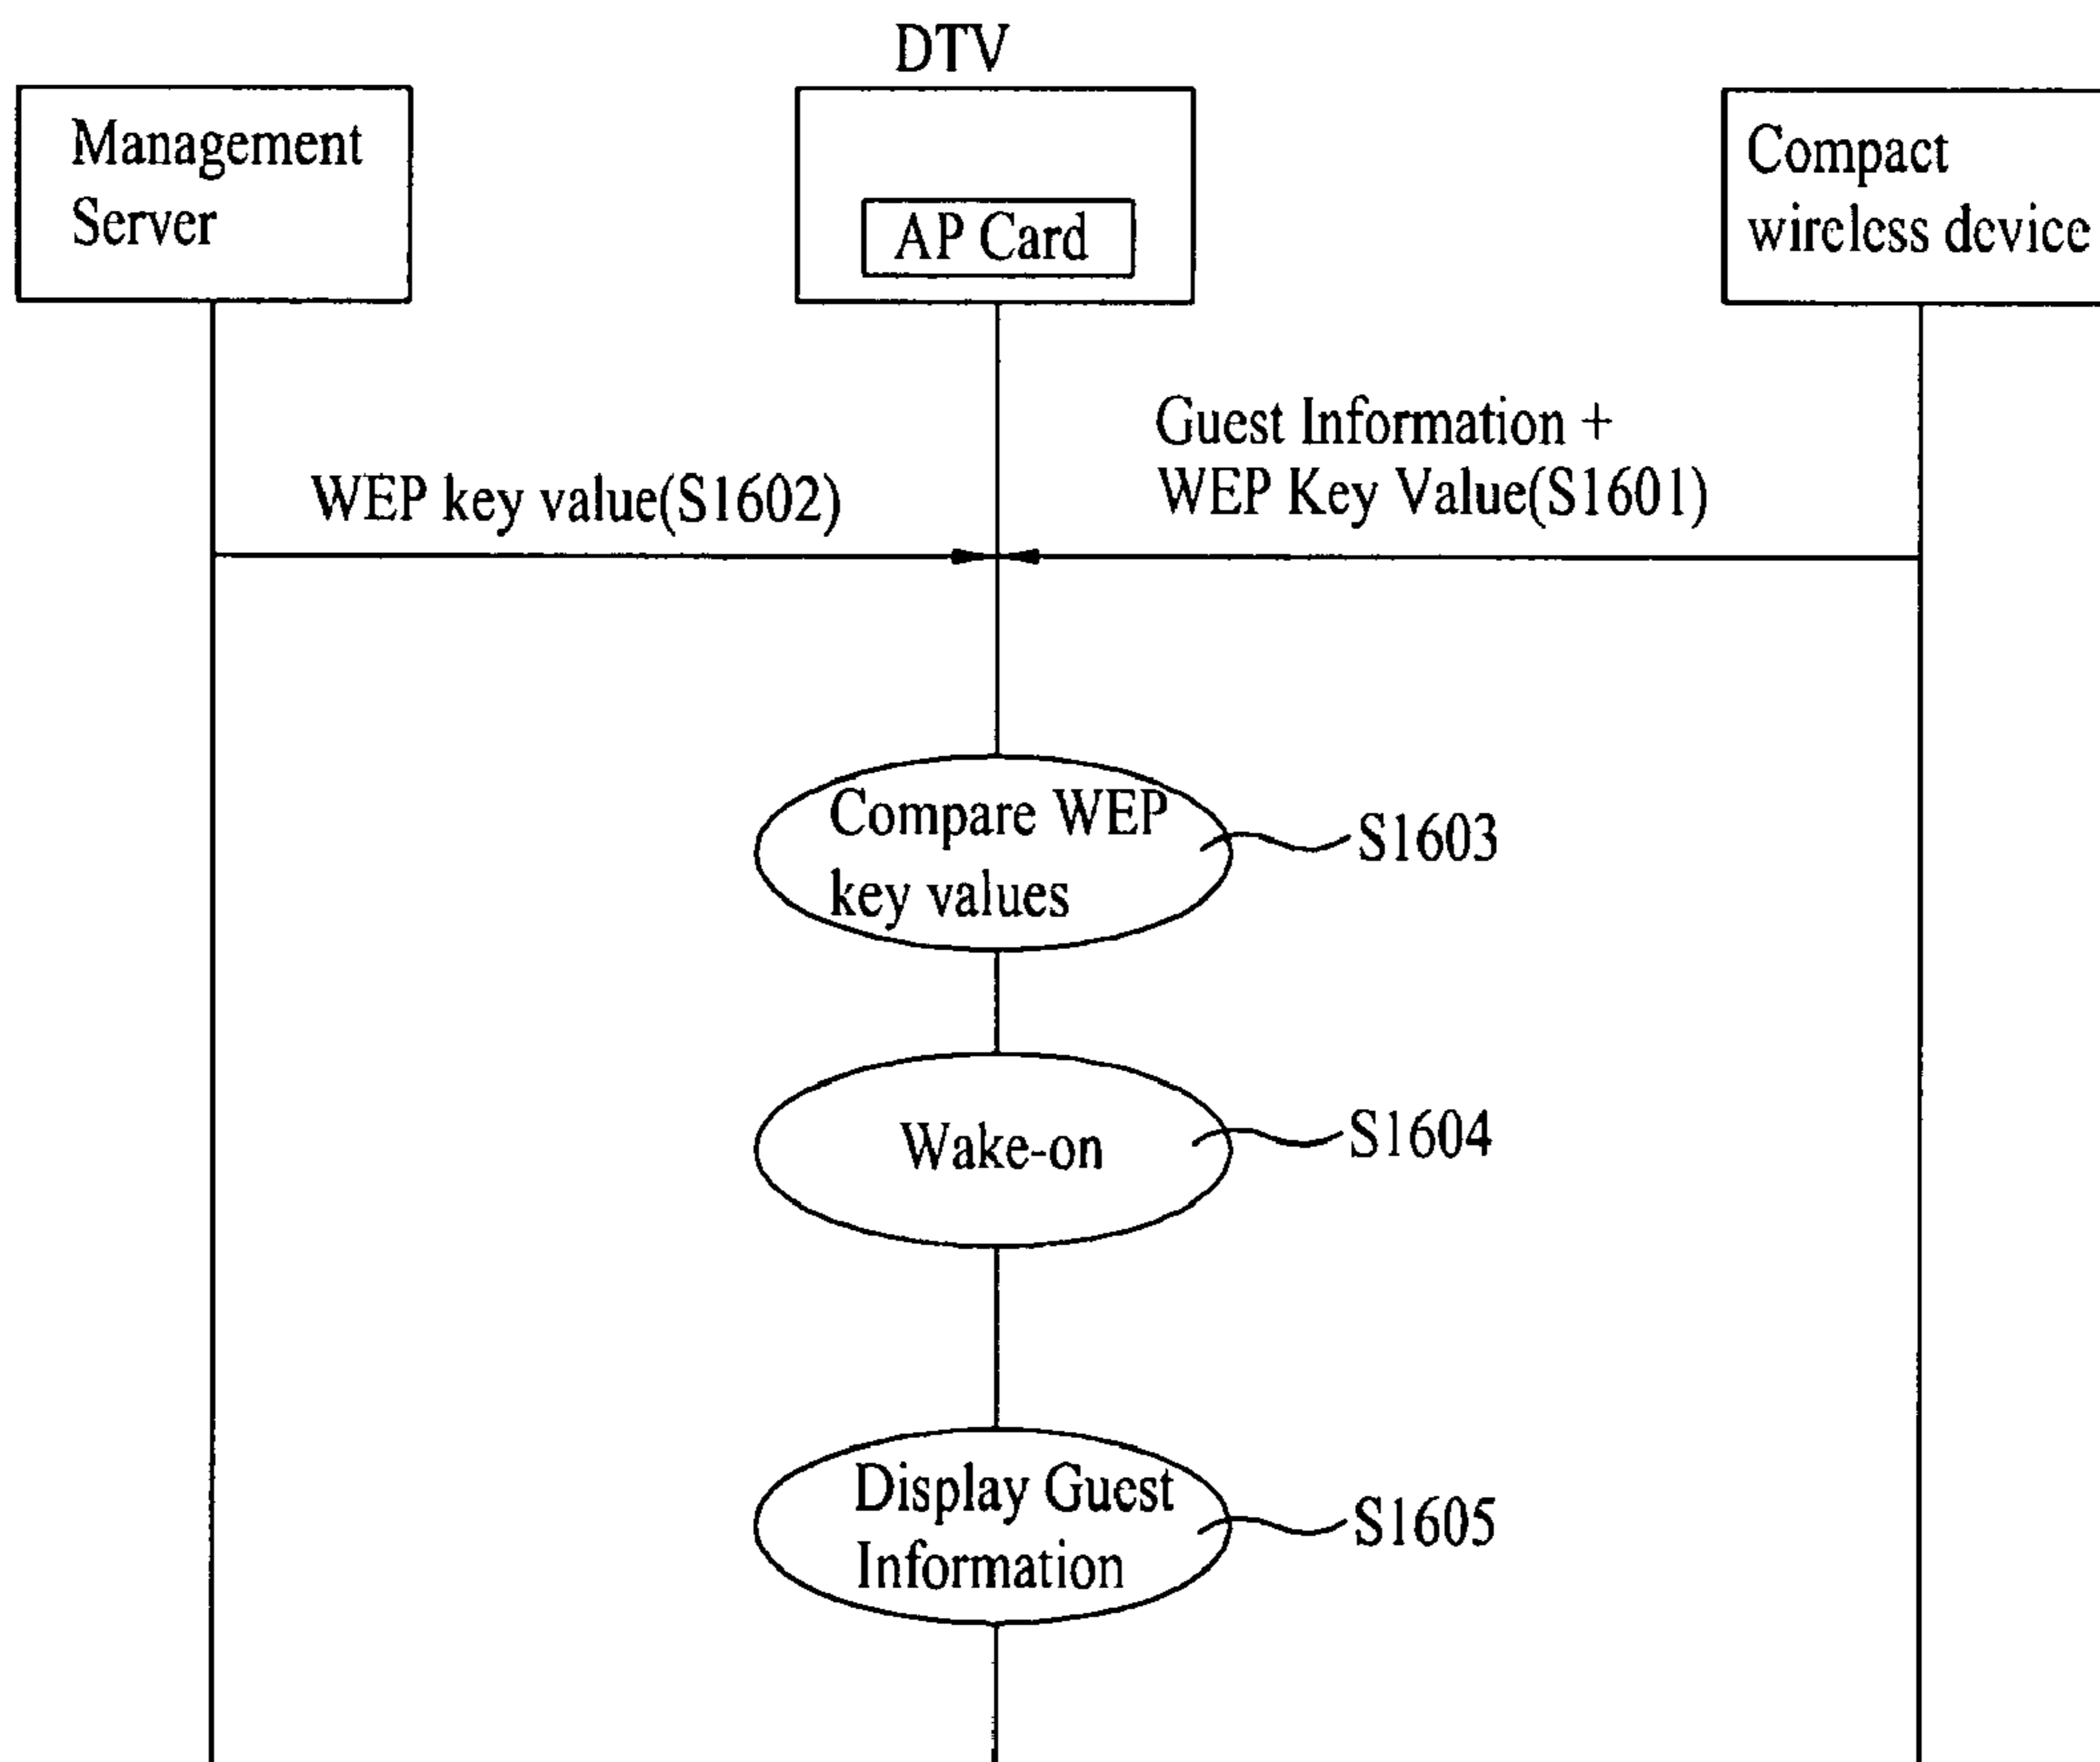 DTV
Management
Server
AP Card
Compact
wireless device
Guest Information +
WEP Key Value(S1601)
WEP key value(S1602)
Compare WEP
key values
S1603
Wake-on
S1604
Display Guest
Information
S1605